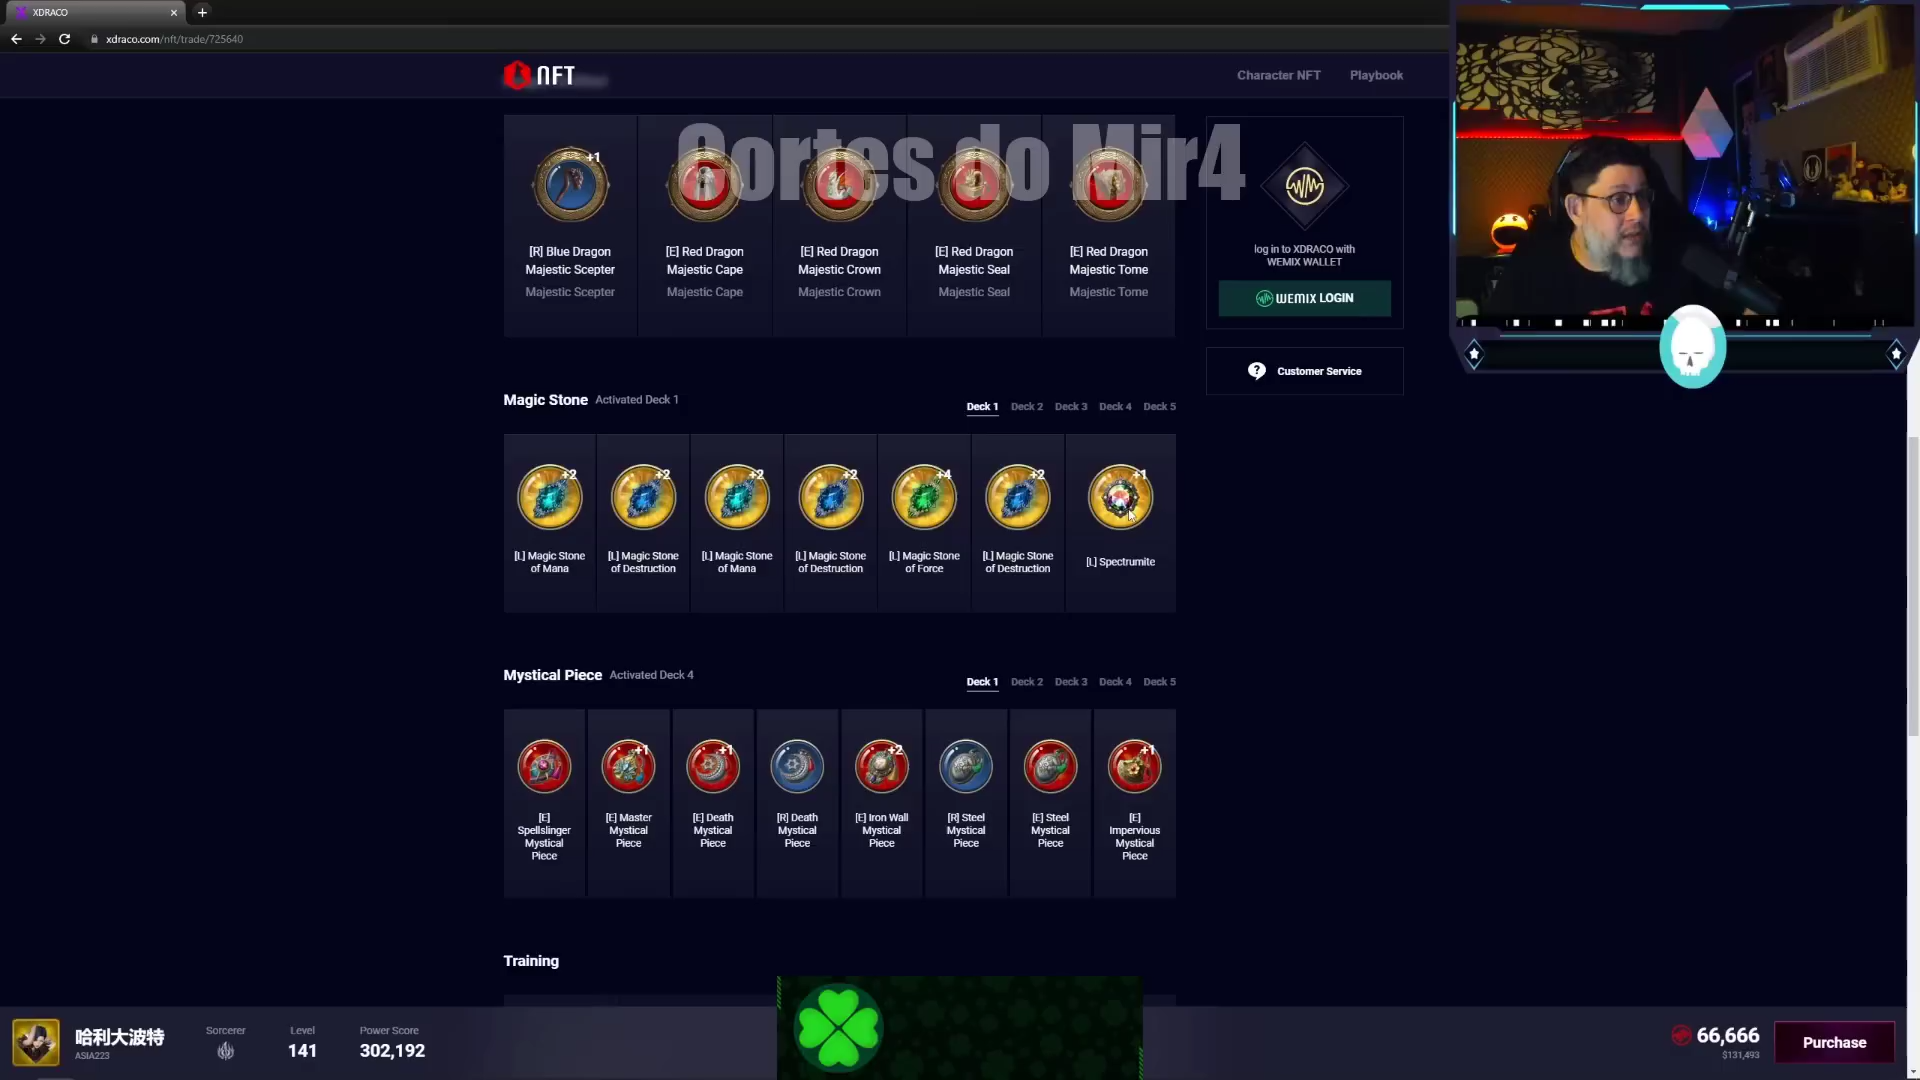 XDRACO
xdraco.com/nft/trade/725640
NFT
Character NFT
Playbook
Cortes do Mir4
+1
[R] Blue Dragon
Majestic Scepter
Majestic Scepter
[E] Red Dragon
Majestic Cape
Majestic Cape
[E] Red Dragon
Majestic Crown
Majestic Crown
[E] Red Dragon
Majestic Seal
Majestic Seal
[E] Red Dragon
Majestic Tome
Majestic Tome
log in to XDRACO with
WEMIX WALLET
WEMIX LOGIN
Customer Service
Magic Stone Activated Deck 1
Deck 1 Deck 2 Deck 3 Deck 4 Deck 5
+2
[L] Magic Stone
of Mana
+2
[L] Magic Stone
of Destruction
+2
[L] Magic Stone
of Mana
+2
[L] Magic Stone
of Destruction
+4
[L] Magic Stone
of Force
+2
[L] Magic Stone
of Destruction
+1
[L] Spectrumite
Mystical Piece Activated Deck 4
Deck 1 Deck 2 Deck 3 Deck 4 Deck 5
[E]
Spellslinger
Mystical
Piece
+1
[E] Master
Mystical
Piece
+1
[E] Death
Mystical
Piece
[R] Death
Mystical
Piece
+2
[E] Iron Wall
Mystical
Piece
[R] Steel
Mystical
Piece
[E] Steel
Mystical
Piece
+1
[E]
Impervious
Mystical
Piece
Training
哈利大波特
ASIA223
Sorcerer
Level
141
Power Score
302,192
66,666
$131,493
Purchase